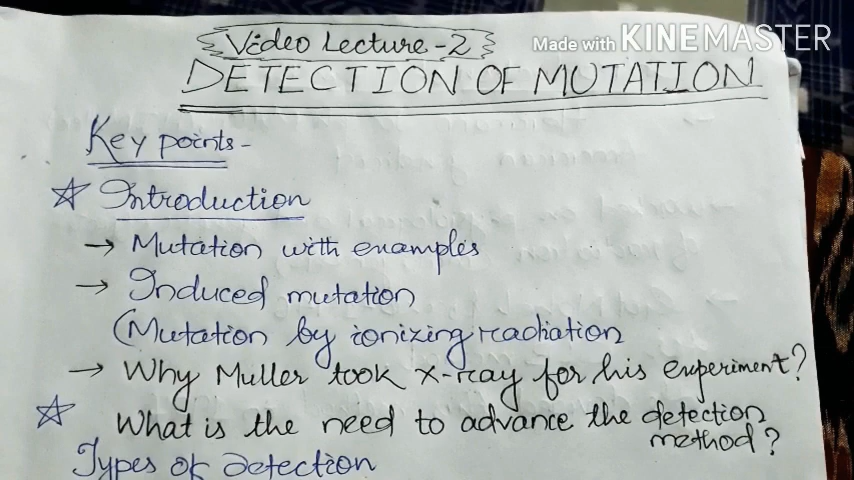 Video Lecture-2
Made with KINEMASTER
DETECTION OF MUTATION
Key points-
☆ Introduction
→ Mutation with examples
→ Induced mutation
(Mutation by ionizing radiation
→ Why Muller took X-ray for his experiment?
☆ What is the need to advance the detection
method?
Types of detection